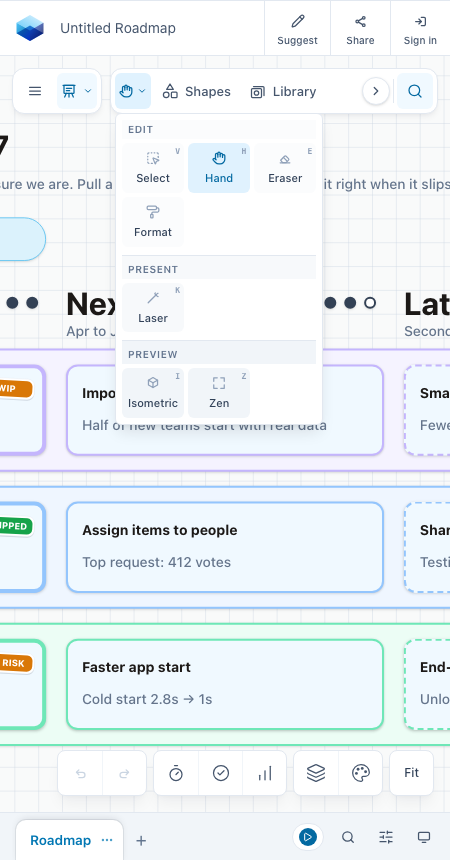 Untitled Roadmap
Suggest
Share
Sign in
Shapes
Library
7
sure we are. Pull a
it right when it slips
EDIT
V
Select
H
Hand
E
Eraser
Format
PRESENT
K
Laser
PREVIEW
I
Isometric
Z
Zen
Nex
Apr to J
Lat
Second
WIP
Impo
Half of new teams start with real data
Sma
Fewe
IPPED
Assign items to people
Top request: 412 votes
Shar
Testi
RISK
Faster app start
Cold start 2.8s → 1s
End-
Unlo
Fit
Roadmap